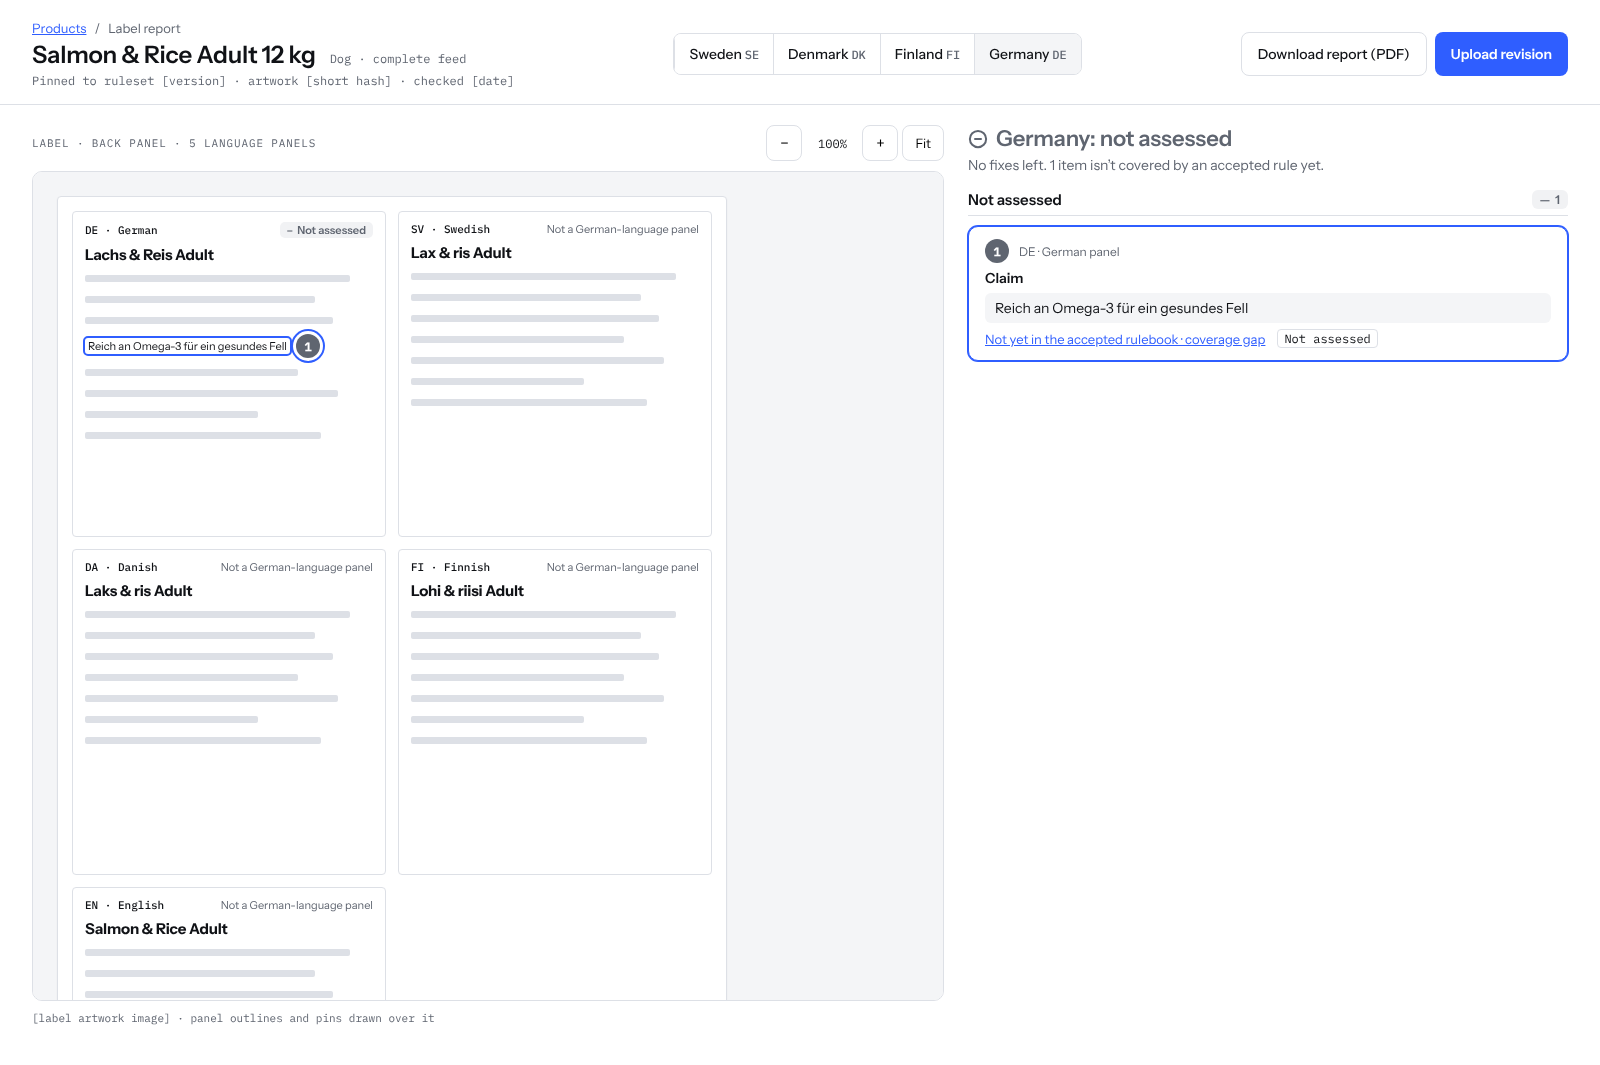 Products / Label report
Salmon & Rice Adult 12 kg Dog · complete feed
Pinned to ruleset [version] · artwork [short hash] · checked [date]
Sweden SE Denmark DK Finland FI Germany DE
Download report (PDF) Upload revision
LABEL · BACK PANEL · 5 LANGUAGE PANELS
− 100% + Fit
DE · German – Not assessed
Lachs & Reis Adult
Reich an Omega-3 für ein gesundes Fell 1
SV · Swedish Not a German-language panel
Lax & ris Adult
DA · Danish Not a German-language panel
Laks & ris Adult
FI · Finnish Not a German-language panel
Lohi & riisi Adult
EN · English Not a German-language panel
Salmon & Rice Adult
[label artwork image] · panel outlines and pins drawn over it
Germany: not assessed
No fixes left. 1 item isn't covered by an accepted rule yet.
Not assessed — 1
1 DE · German panel
Claim
Reich an Omega-3 für ein gesundes Fell
Not yet in the accepted rulebook · coverage gap Not assessed